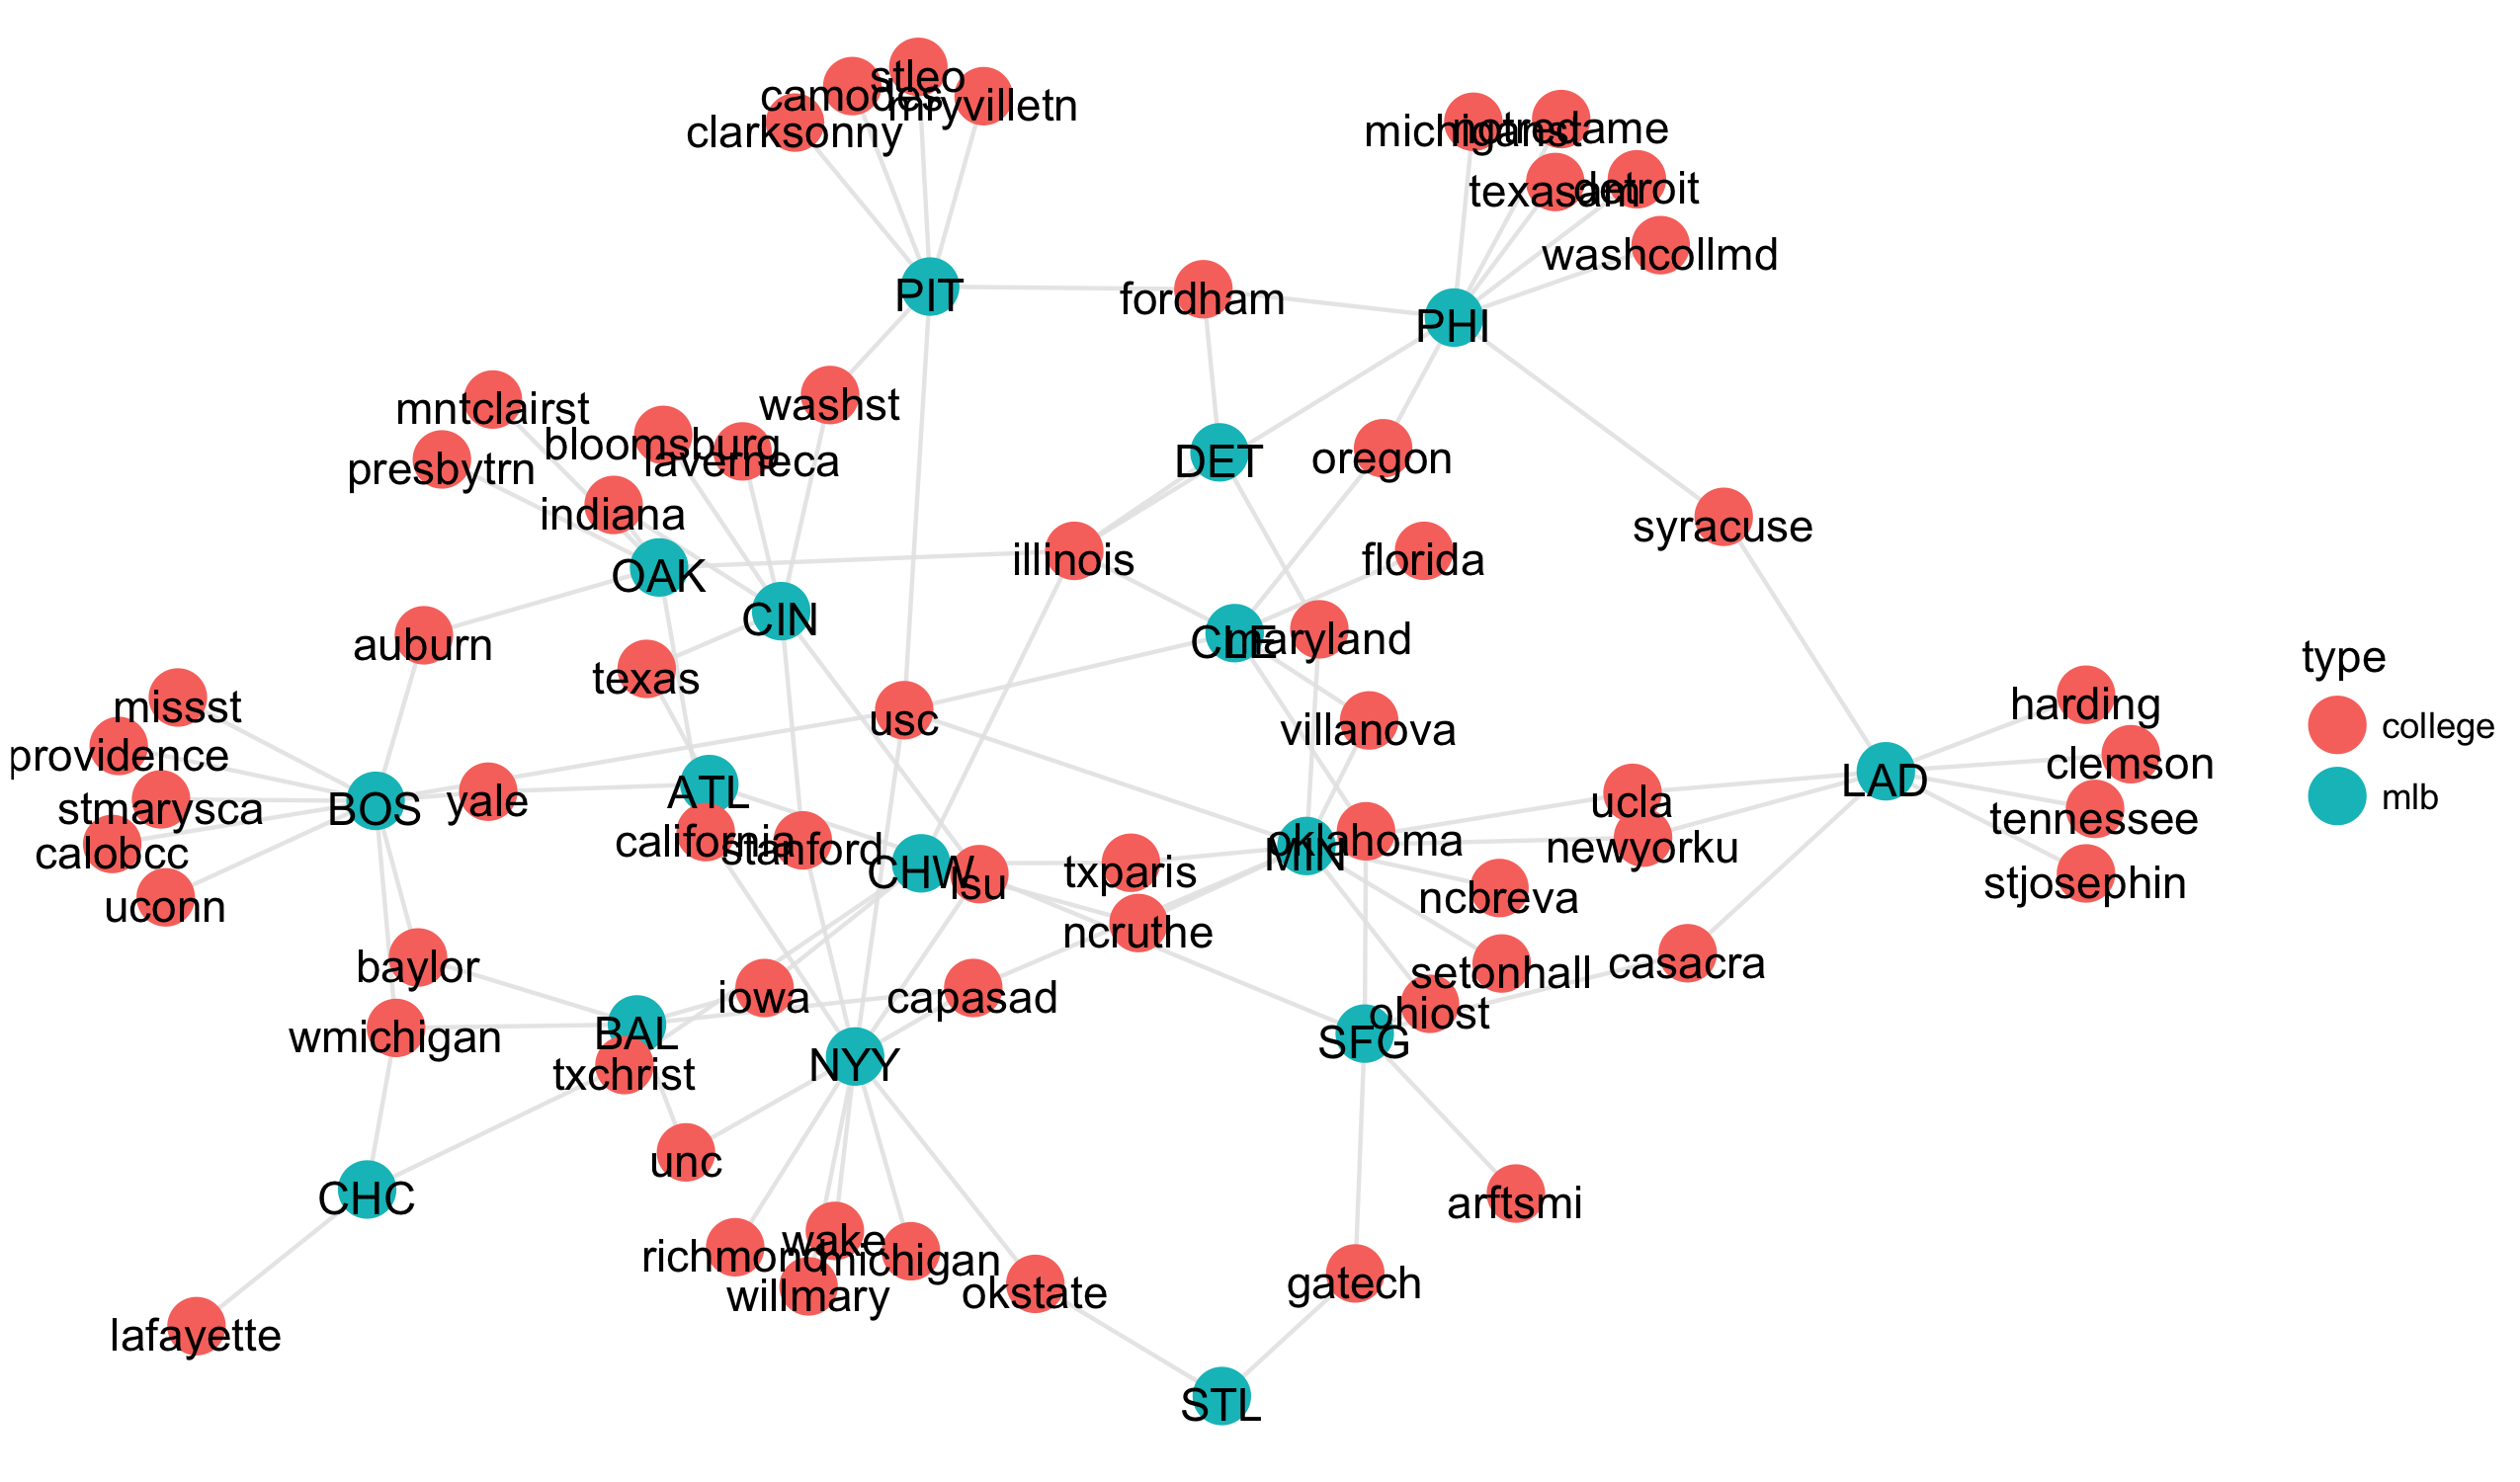 stleo
camodes
mryvilletn
clarksonny
michiganst
notredame
texasam
detroit
washcollmd
PIT
fordham
PHI
mntclairst
washst
bloomsburg
laverneca
presbytrn
DET
oregon
indiana
syracuse
illinois
florida
OAK
CIN
auburn
CLE
maryland
type
texas
missst
usc
villanova
harding
college
providence
clemson
stmarysca
BOS
yale
ATL
LAD
ucla
mlb
tennessee
calobcc
california
stanford
CHW
lsu
txparis
MIN
oklahoma
newyorku
uconn
ncbreva
stjosephin
ncruthe
baylor
iowa
capasad
setonhall
casacra
wmichigan
BAL
SFG
ohiost
txchrist
NYY
unc
CHC
arftsmi
richmond
wake
michigan
willmary
okstate
gatech
lafayette
STL